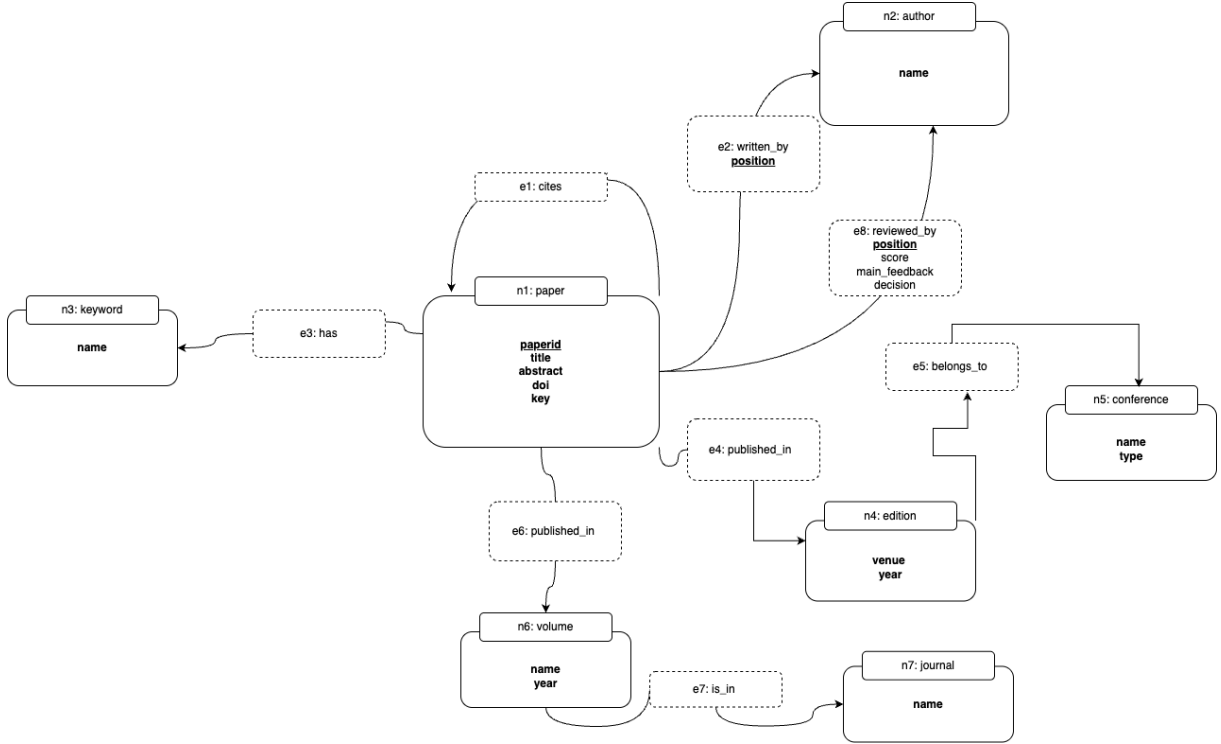 n2: author
name
e2: written_by
position
e1: cites
e8: reviewed_by
position
score
main_feedback
decision
n1: paper
paperid
title
abstract
doi
key
n3: keyword
name
e3: has
e5: belongs_to
n5: conference
name
type
e4: published_in
n4: edition
venue
year
e6: published_in
n6: volume
name
year
e7: is_in
n7: journal
name